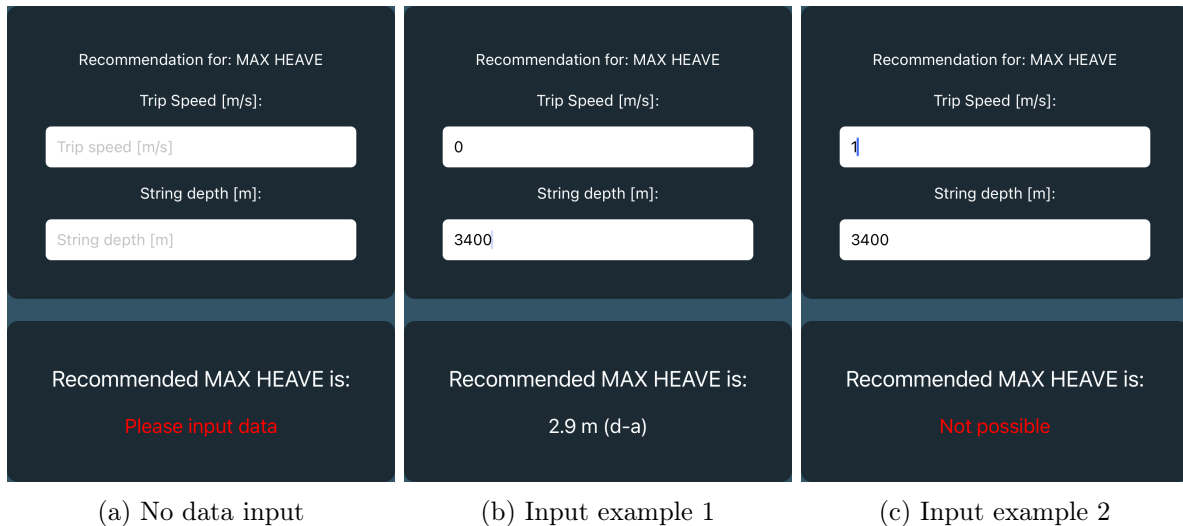 Recommendation for: MAX HEAVE
Trip Speed [m/s]:
Trip speed [m/s]
String depth [m]:
String depth [m]
Recommended MAX HEAVE is:
Please input data
(a) No data input
Recommendation for: MAX HEAVE
Trip Speed [m/s]:
0
String depth [m]:
3400
Recommended MAX HEAVE is:
2.9 m (d-a)
(b) Input example 1
Recommendation for: MAX HEAVE
Trip Speed [m/s]:
1
String depth [m]:
3400
Recommended MAX HEAVE is:
Not possible
(c) Input example 2